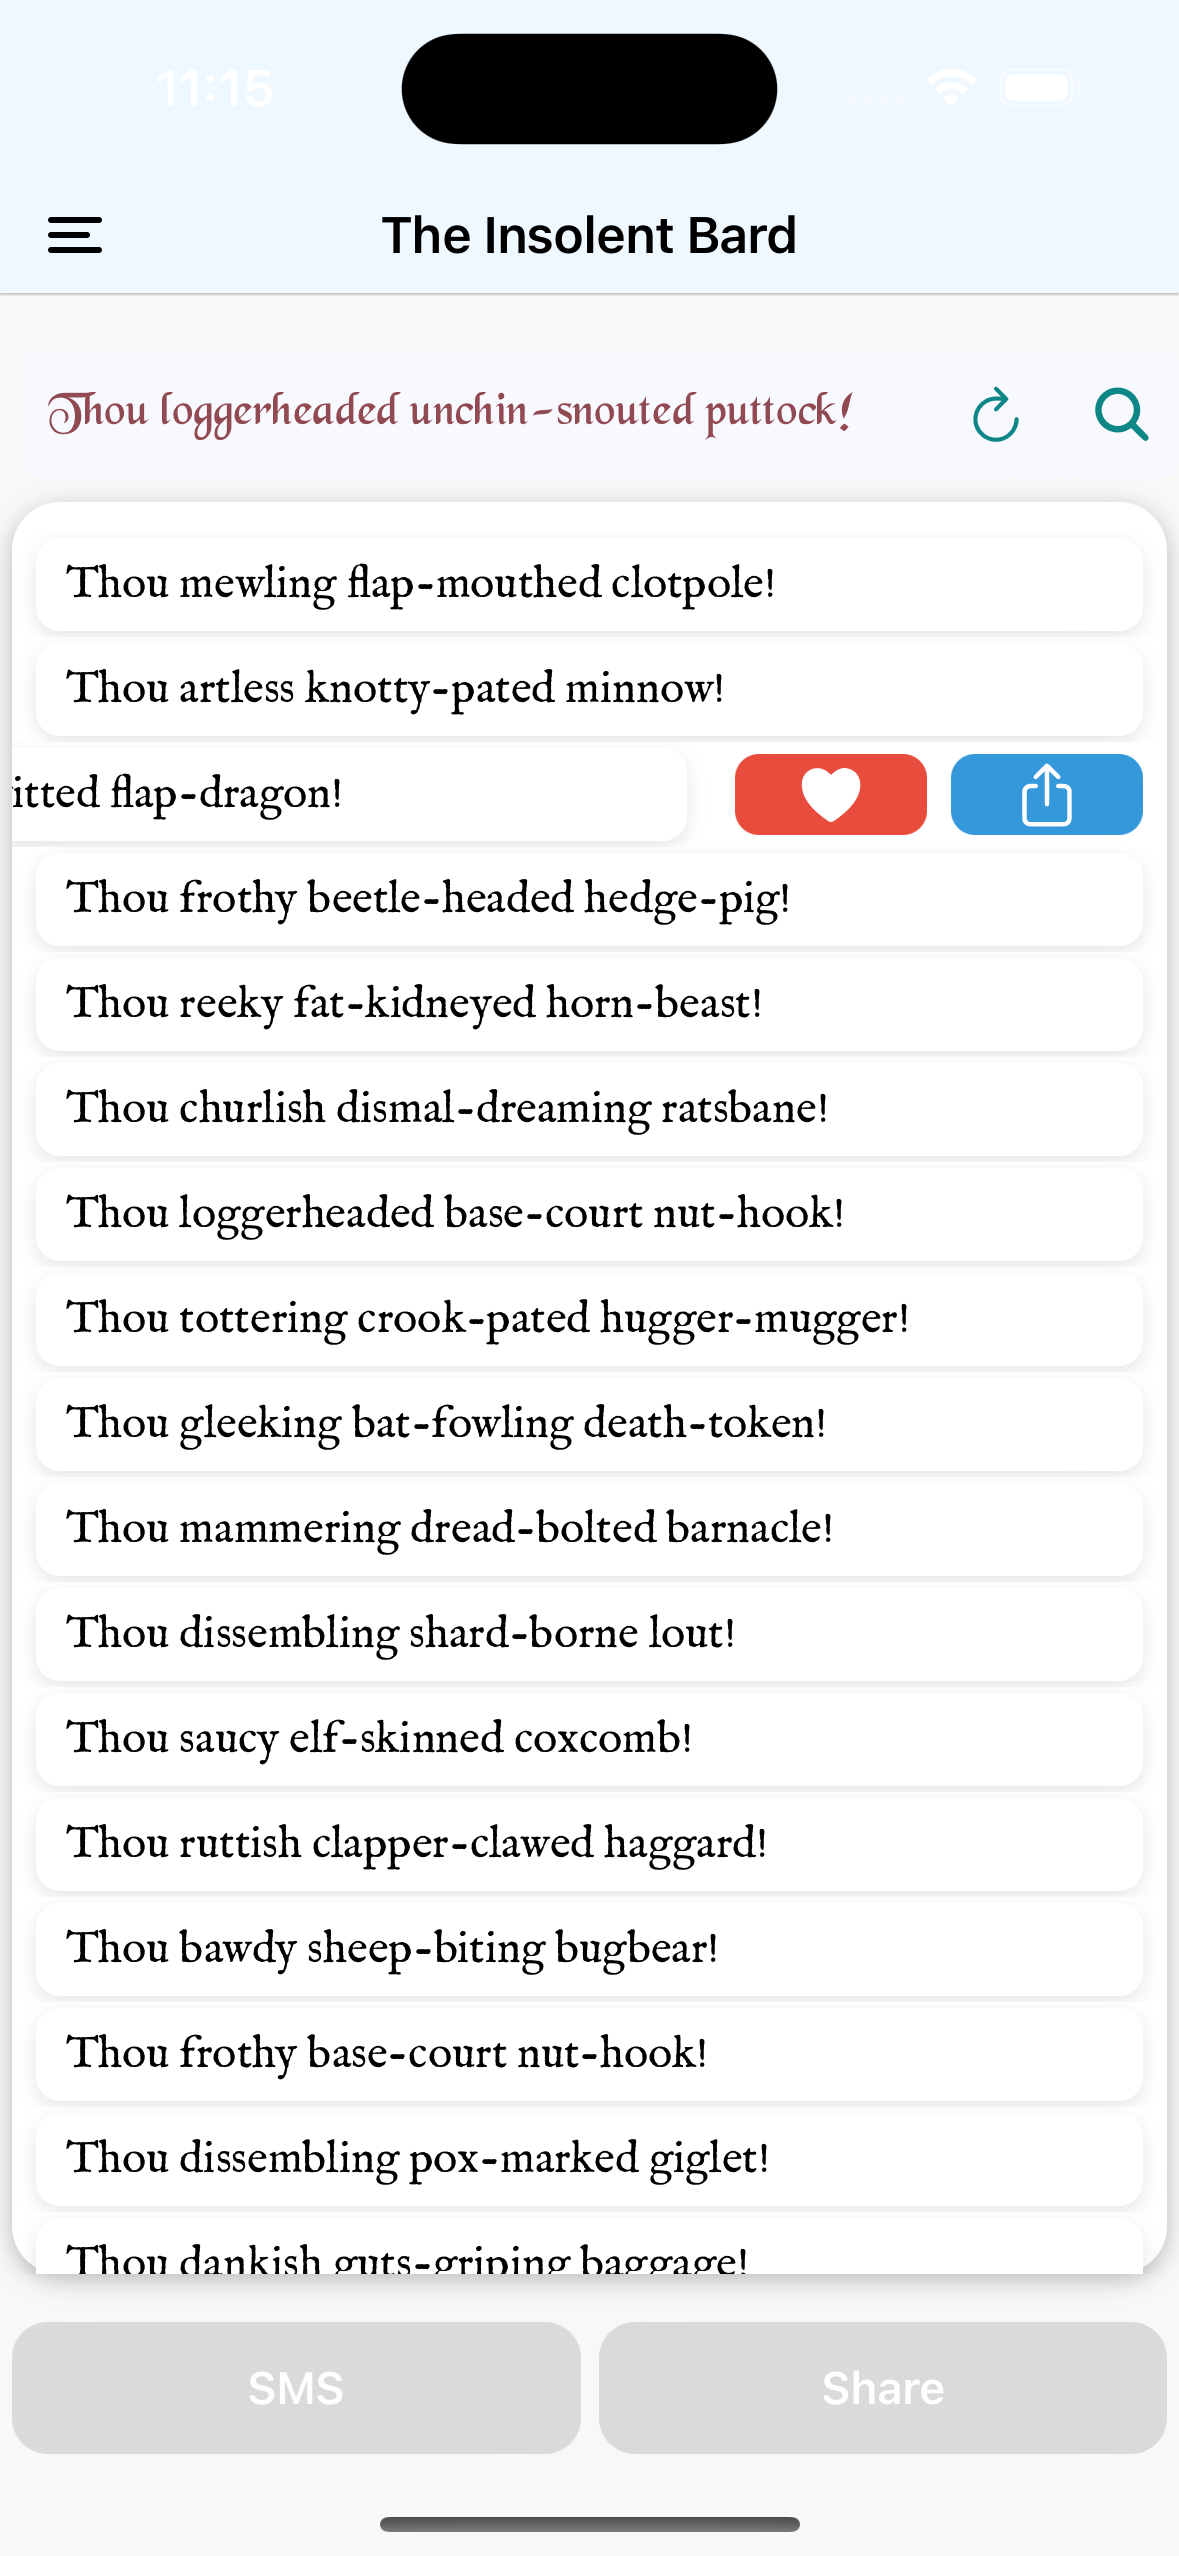 11:15
The Insolent Bard
Thou loggerheaded unchin-snouted puttock!
Thou mewling flap-mouthed clotpole!
Thou artless knotty-pated minnow!
itted flap-dragon!
Thou frothy beetle-headed hedge-pig!
Thou reeky fat-kidneyed horn-beast!
Thou churlish dismal-dreaming ratsbane!
Thou loggerheaded base-court nut-hook!
Thou tottering crook-pated hugger-mugger!
Thou gleeking bat-fowling death-token!
Thou mammering dread-bolted barnacle!
Thou dissembling shard-borne lout!
Thou saucy elf-skinned coxcomb!
Thou ruttish clapper-clawed haggard!
Thou bawdy sheep-biting bugbear!
Thou frothy base-court nut-hook!
Thou dissembling pox-marked giglet!
Thou dankish guts-griping baggage!
SMS Share